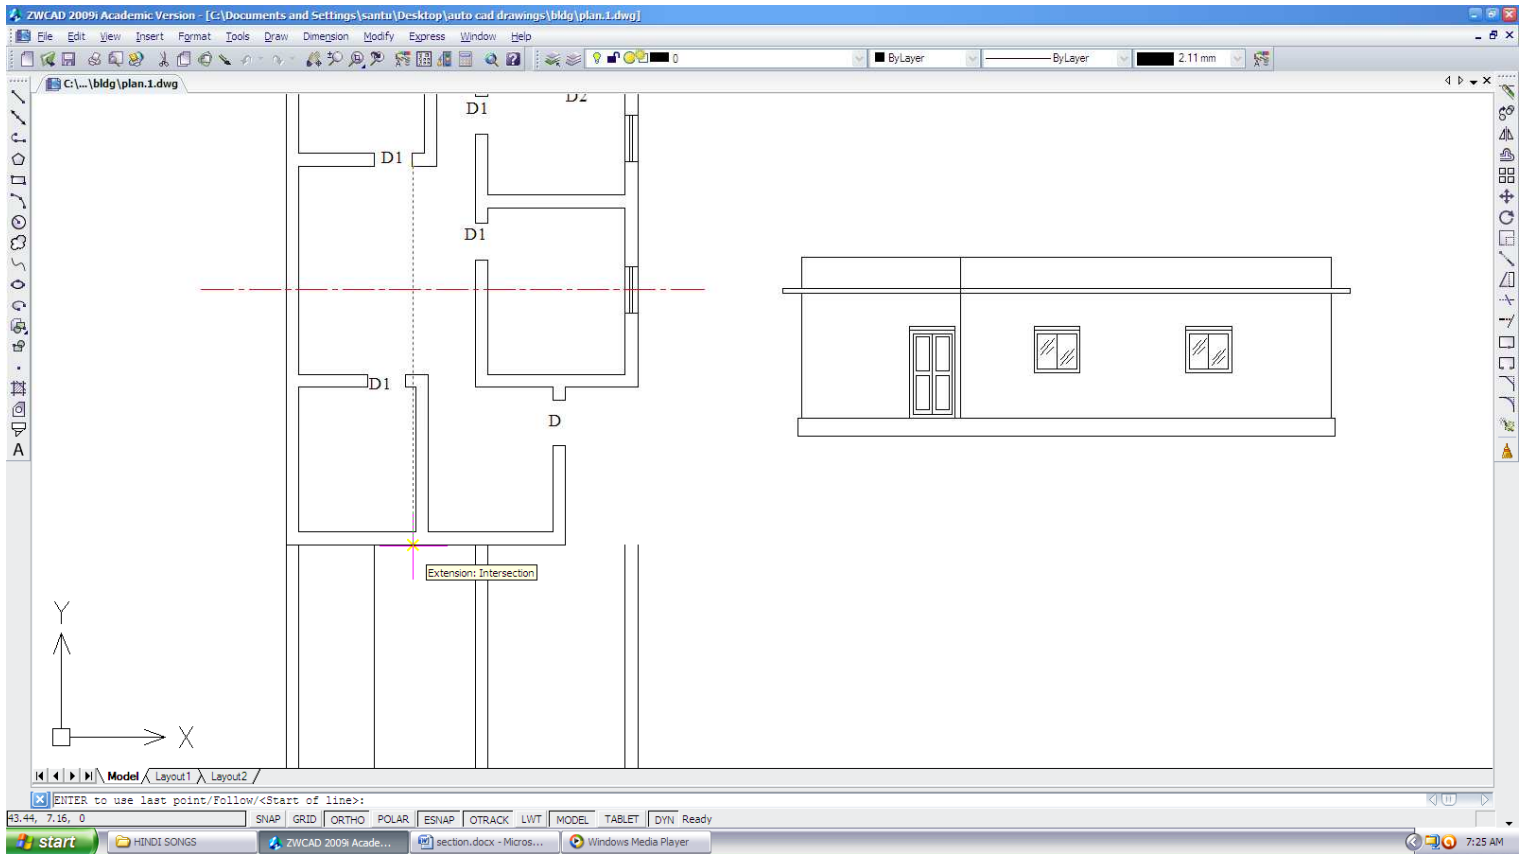 ZWCAD 2009i Academic Version - [C:\Documents and Settings\santu\Desktop\auto cad drawings\bldg\plan.1.dwg]
File Edit View Insert Format Tools Draw Dimension Modify Express Window Help
0 ByLayer ByLayer 2.11 mm
C:\...\bldg\plan.1.dwg
D1 D2
D1
D1
D1
D
Extension: Intersection
Y
X
Model Layout1 Layout2
ENTER to use last point/Follow/<Start of line>:
43.44, 7.16, 0 SNAP GRID ORTHO POLAR ESNAP OTRACK LWT MODEL TABLET DYN Ready
start HINDI SONGS ZWCAD 2009i Acade... section.docx - Micros... Windows Media Player 7:25 AM
A